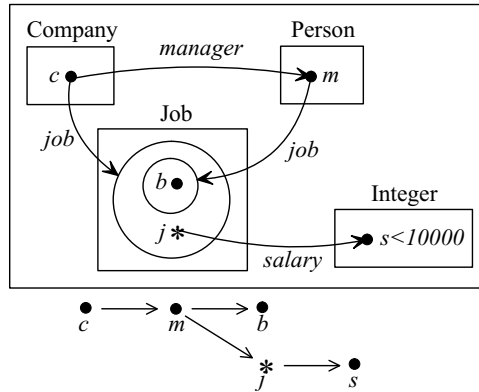 Company
Person
manager
c
m
job
Job
job
b
Integer
j *
s<10000
salary
c m b
j * s